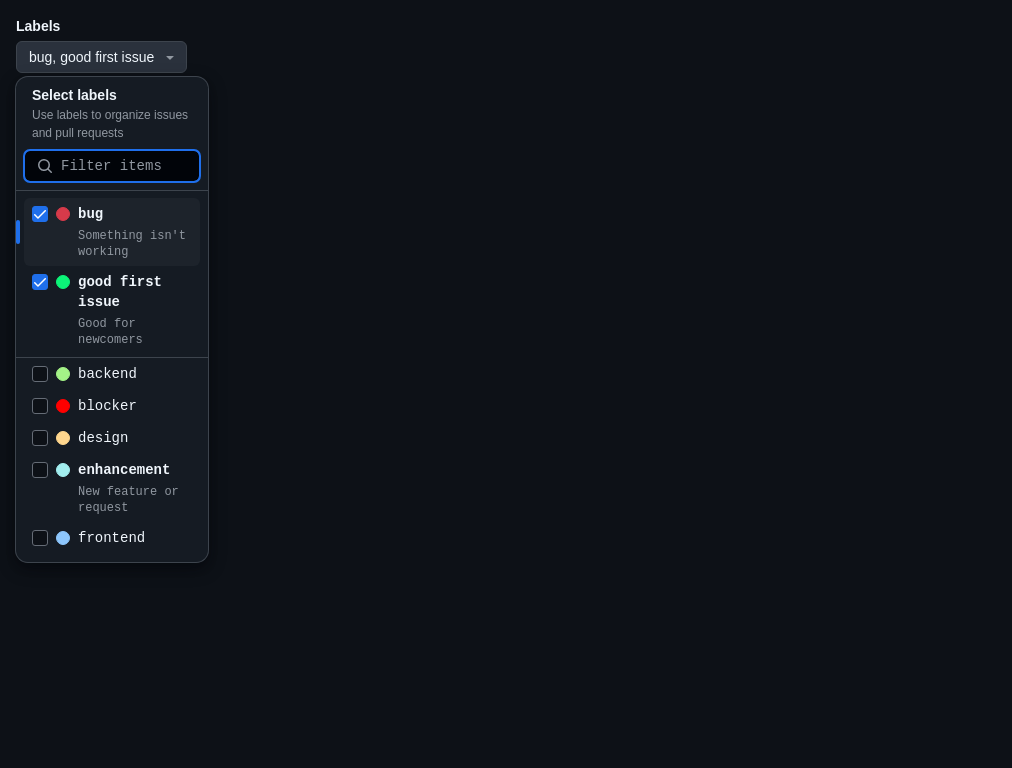 Labels
bug, good first issue
Select labels
Use labels to organize issues
and pull requests
Filter items
bug
Something isn't
working
good first
issue
Good for
newcomers
backend
blocker
design
enhancement
New feature or
request
frontend